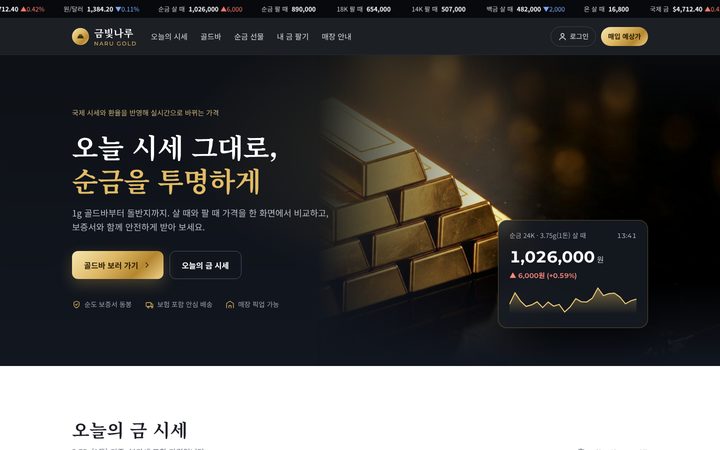 712.40 ▲0.42% 원/달러 1,384.20 ▼0.11% 순금 살 때 1,026,000 ▲6,000 순금 팔 때 890,000 18K 팔 때 654,000 14K 팔 때 507,000 백금 살 때 482,000 ▼2,000 은 살 때 16,800 국제 금 $4,712.40 ▲0.4
금빛나루
NARU GOLD
오늘의 시세 골드바 순금 선물 내 금 팔기 매장 안내
로그인
매입 예상가
국제 시세와 환율을 반영해 실시간으로 바뀌는 가격
오늘 시세 그대로,
순금을 투명하게
1g 골드바부터 돌반지까지. 살 때와 팔 때 가격을 한 화면에서 비교하고,
보증서와 함께 안전하게 받아 보세요.
골드바 보러 가기
오늘의 금 시세
순도 보증서 동봉 보험 포함 안심 배송 매장 픽업 가능
순금 24K · 3.75g(1돈) 살 때 13:41
1,026,000 원
▲ 6,000원 (+0.59%)
오늘의 금 시세